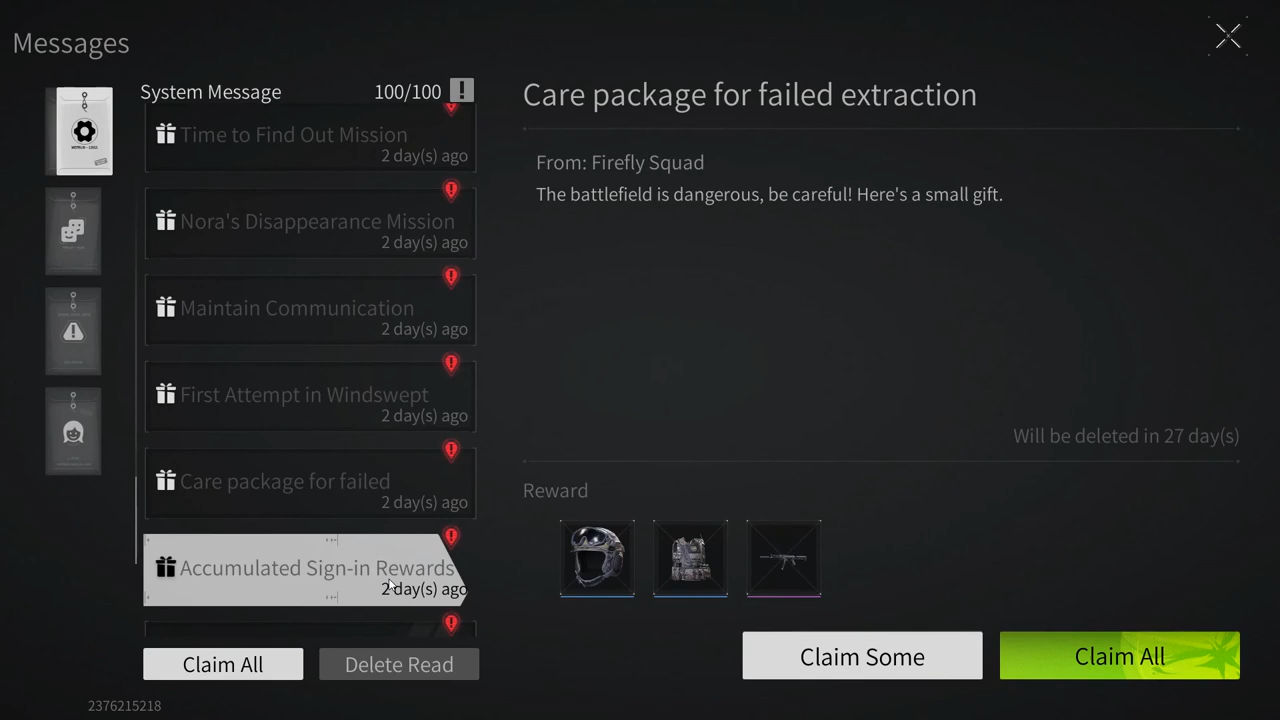 Messages
System Message 100/100
Time to Find Out Mission
2 day(s) ago
Nora's Disappearance Mission
2 day(s) ago
Maintain Communication
2 day(s) ago
First Attempt in Windswept
2 day(s) ago
Care package for failed
2 day(s) ago
Accumulated Sign-in Rewards
2 day(s) ago
Claim All
Delete Read
2376215218
Care package for failed extraction
From: Firefly Squad
The battlefield is dangerous, be careful! Here's a small gift.
Will be deleted in 27 day(s)
Reward
Claim Some
Claim All